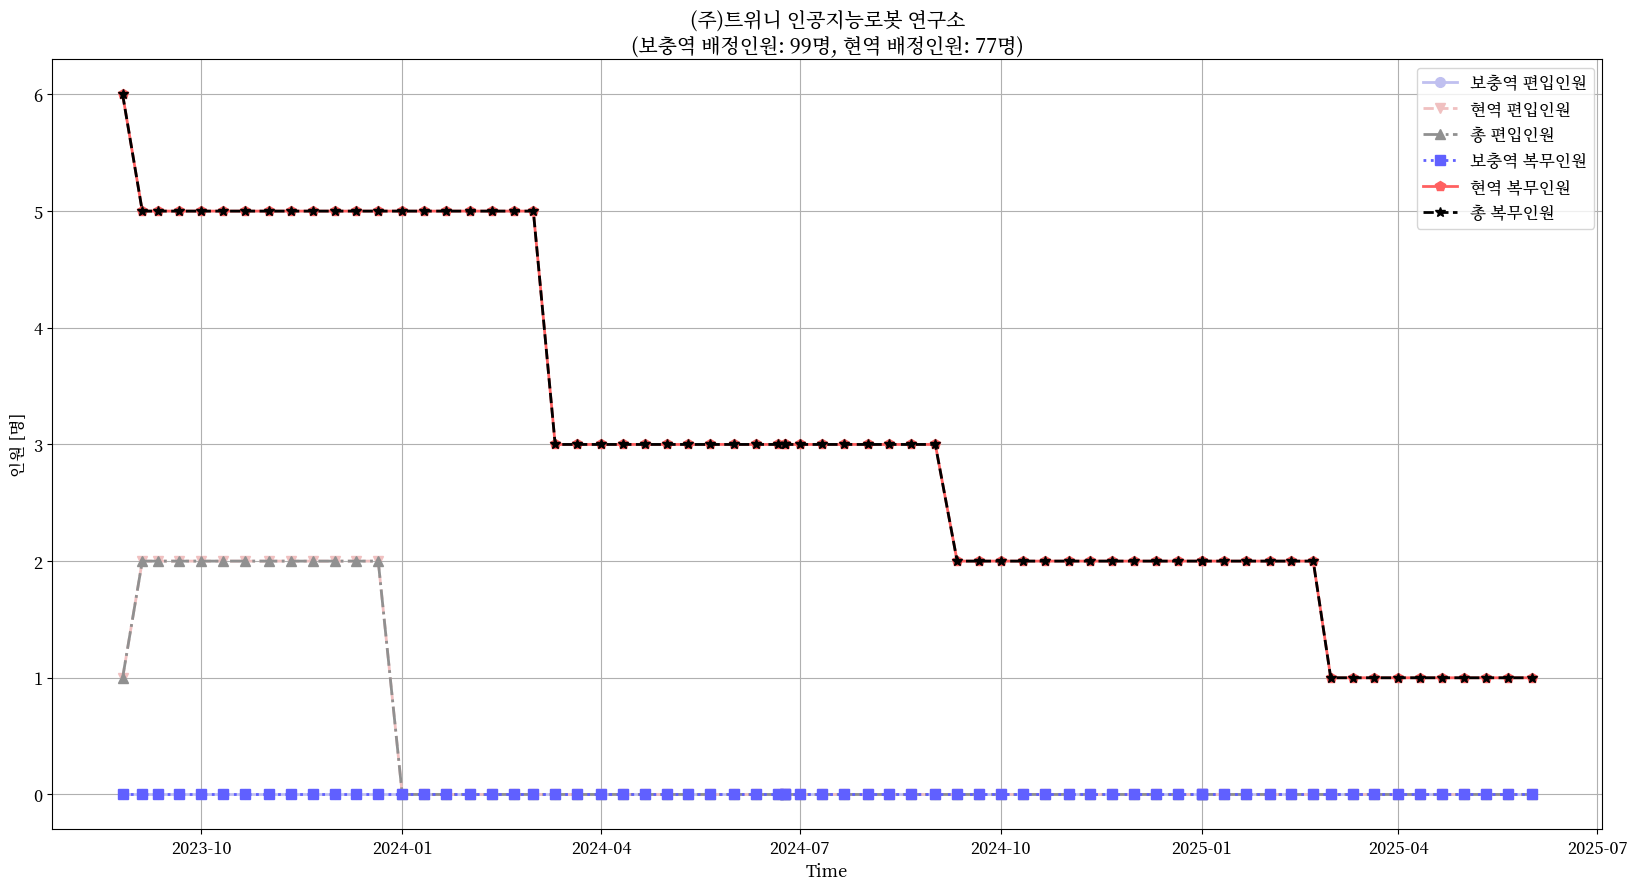 (주)트위니 인공지능로봇 연구소
(보충역 배정인원: 99명, 현역 배정인원: 77명)
보충역 편입인원
현역 편입인원
총 편입인원
보충역 복무인원
현역 복무인원
총 복무인원
인원 [명]
6
5
4
3
2
1
0
2023-10
2024-01
2024-04
2024-07
2024-10
2025-01
2025-04
2025-07
Time